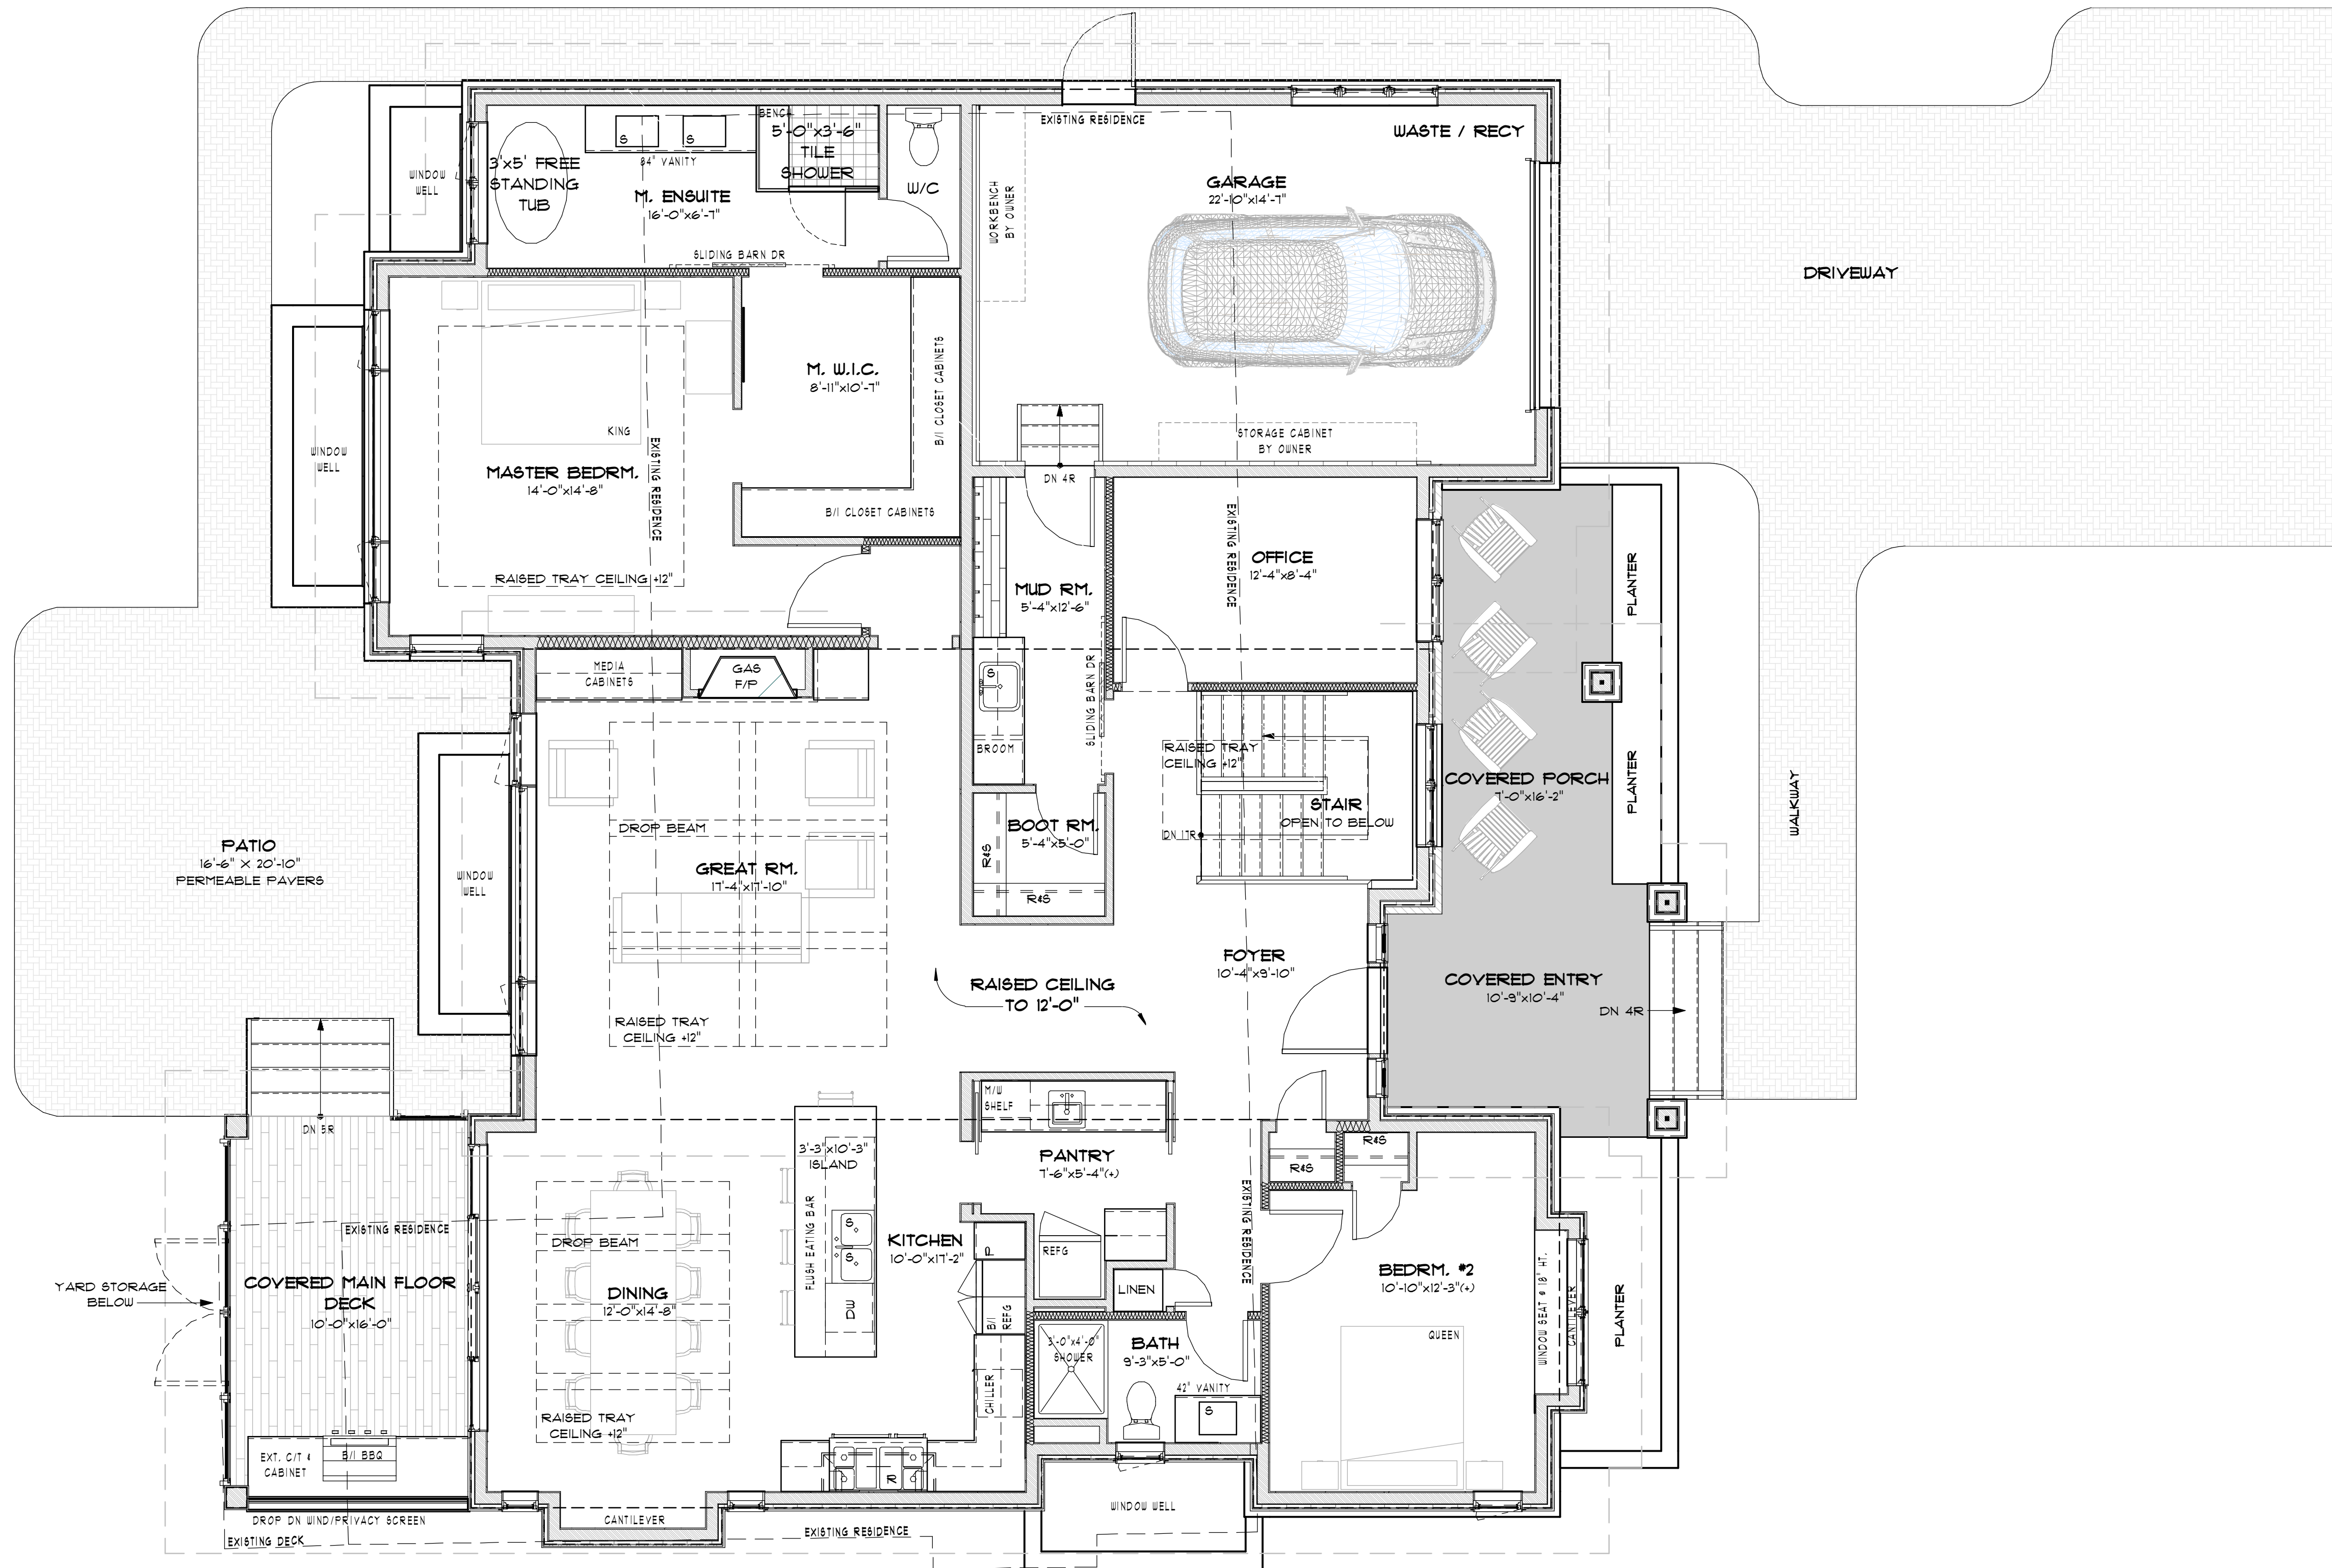 EXISTING RESIDENCE
WASTE / RECY
BENCH
5'-0"x3'-6"
TILE
SHOWER
S
S
84" VANITY
3'x5' FREE
STANDING
TUB
M. ENSUITE
16'-0"x6'-7"
W/C
WINDOW
WELL
WORKBENCH
BY OWNER
GARAGE
22'-10"x14'-7"
DRIVEWAY
SLIDING BARN DR
M. W.I.C.
8'-11"x10'-7"
B/I CLOSET CABINETS
KING
EXISTING RESIDENCE
STORAGE CABINET
BY OWNER
WINDOW
WELL
MASTER BEDRM.
14'-0"x14'-8"
DN 4R
B/I CLOSET CABINETS
EXISTING RESIDENCE
RAISED TRAY CEILING +12"
MUD RM.
5'-4"x12'-6"
OFFICE
12'-4"x8'-4"
PLANTER
MEDIA
CABINETS
GAS
F/P
S
SLIDING BARN DR
BROOM
RAISED TRAY
CEILING +12"
STAIR
OPEN TO BELOW
DN 17R
COVERED PORCH
7'-0"x16'-2"
PLANTER
WALKWAY
DROP BEAM
BOOT RM.
5'-4"x5'-0"
R&S
R&S
PATIO
16'-6" X 20'-10"
PERMEABLE PAVERS
WINDOW
WELL
GREAT RM.
17'-4"x17'-10"
FOYER
10'-4"x9'-10"
RAISED CEILING
TO 12'-0"
COVERED ENTRY
10'-9"x10'-4"
DN 4R
RAISED TRAY
CEILING +12"
DN 5R
M/W
SHELF
3'-3"x10'-3"
ISLAND
PANTRY
7'-6"x5'-4"(+)
R&S
R&S
EXISTING RESIDENCE
EXISTING RESIDENCE
DROP BEAM
FLUSH EATING BAR
S
S
DW
KITCHEN
10'-0"x17'-2"
P
REFG
B/I
REFG
LINEN
YARD STORAGE
BELOW
COVERED MAIN FLOOR
DECK
10'-0"x16'-0"
DINING
12'-0"x14'-8"
BEDRM. #2
10'-10"x12'-3"(+)
WINDOW SEAT @ 18" HT.
CANTILEVER
PLANTER
3'-0"x4'-0"
SHOWER
BATH
9'-3"x5'-0"
QUEEN
CHILLER
42" VANITY
S
RAISED TRAY
CEILING +12"
EXT. C/T &
CABINET
B/I BBQ
R
WINDOW WELL
DROP DN WIND/PRIVACY SCREEN
CANTILEVER
EXISTING RESIDENCE
EXISTING DECK